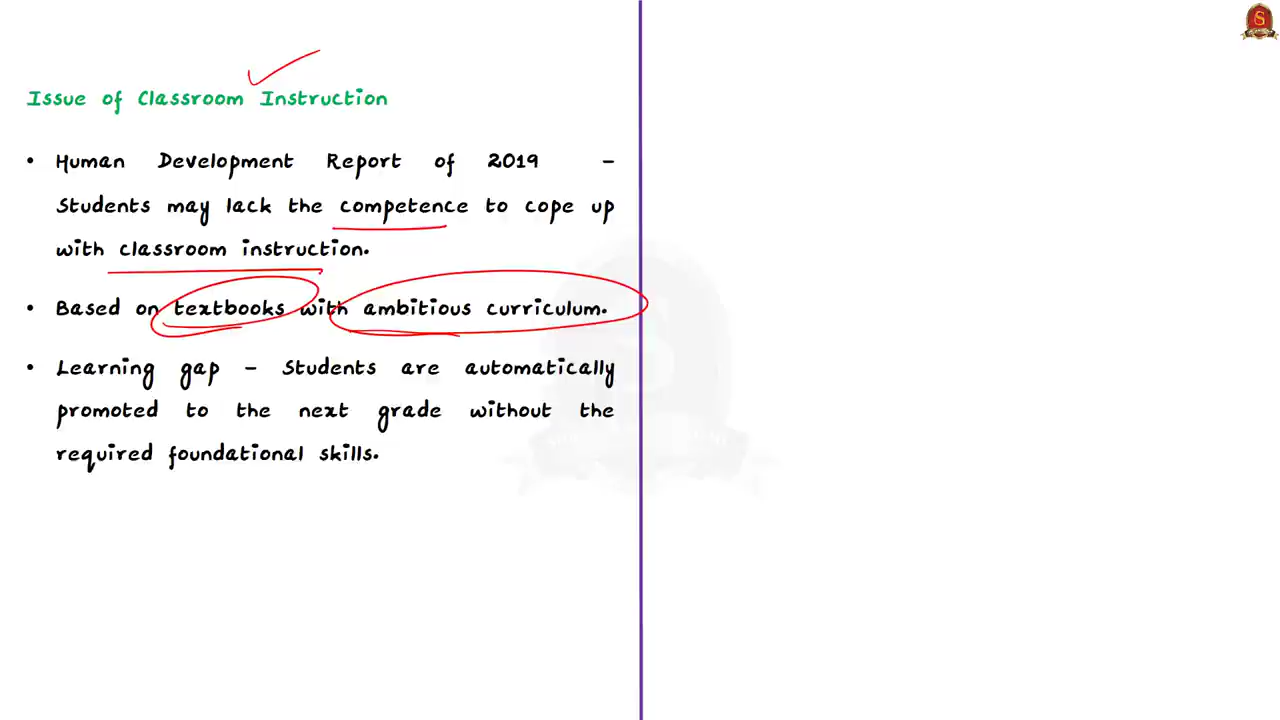 Issue of Classroom Instruction
• Human Development Report of 2019 –
Students may lack the competence to cope up
with classroom instruction.
• Based on textbooks with ambitious curriculum.
• Learning gap – Students are automatically
promoted to the next grade without the
required foundational skills.